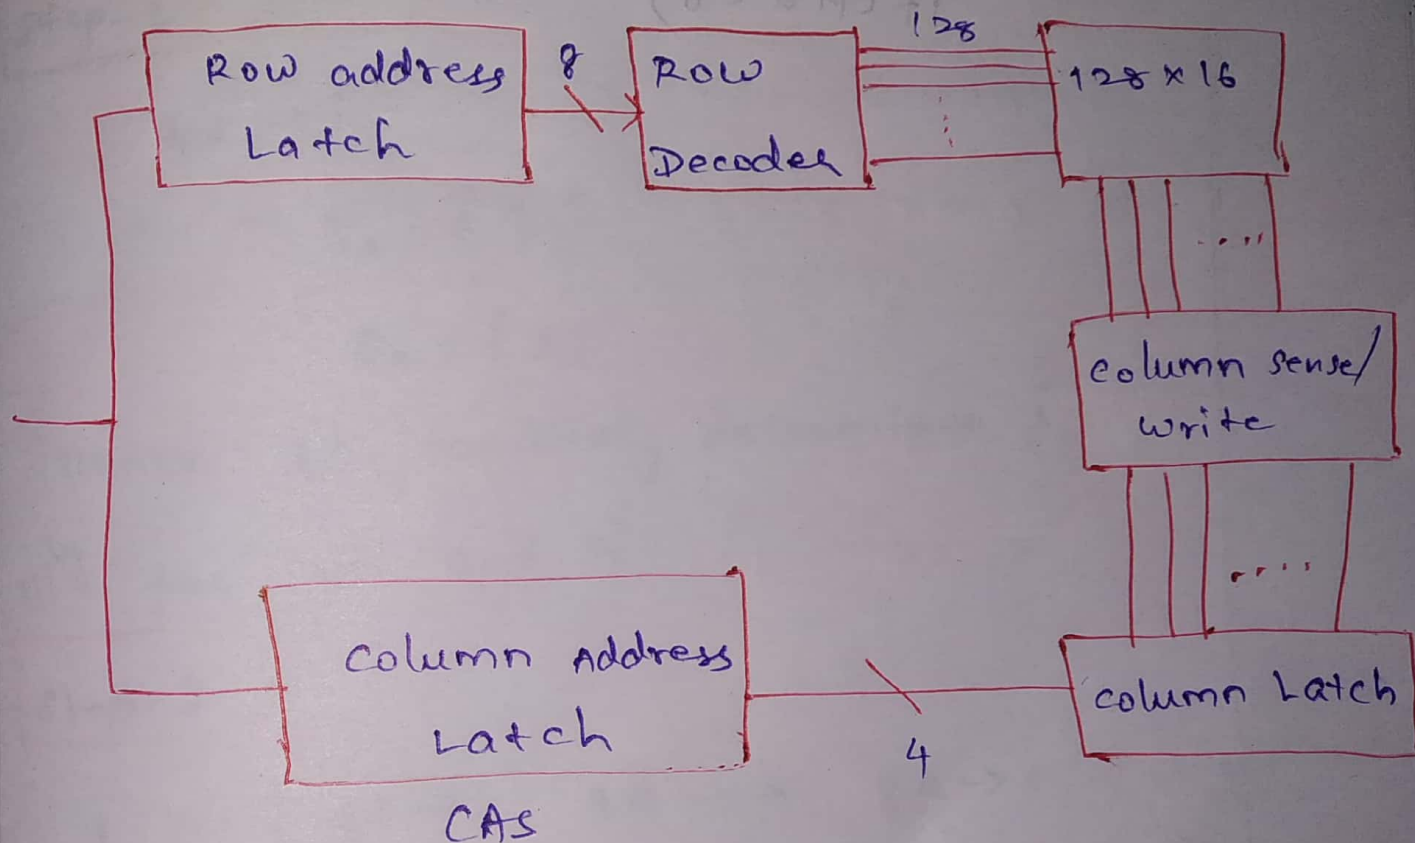 Row address
Latch
8
Row
Decoder
128
128 x 16
column sense/
write
column Address
Latch
4
column Latch
CAS